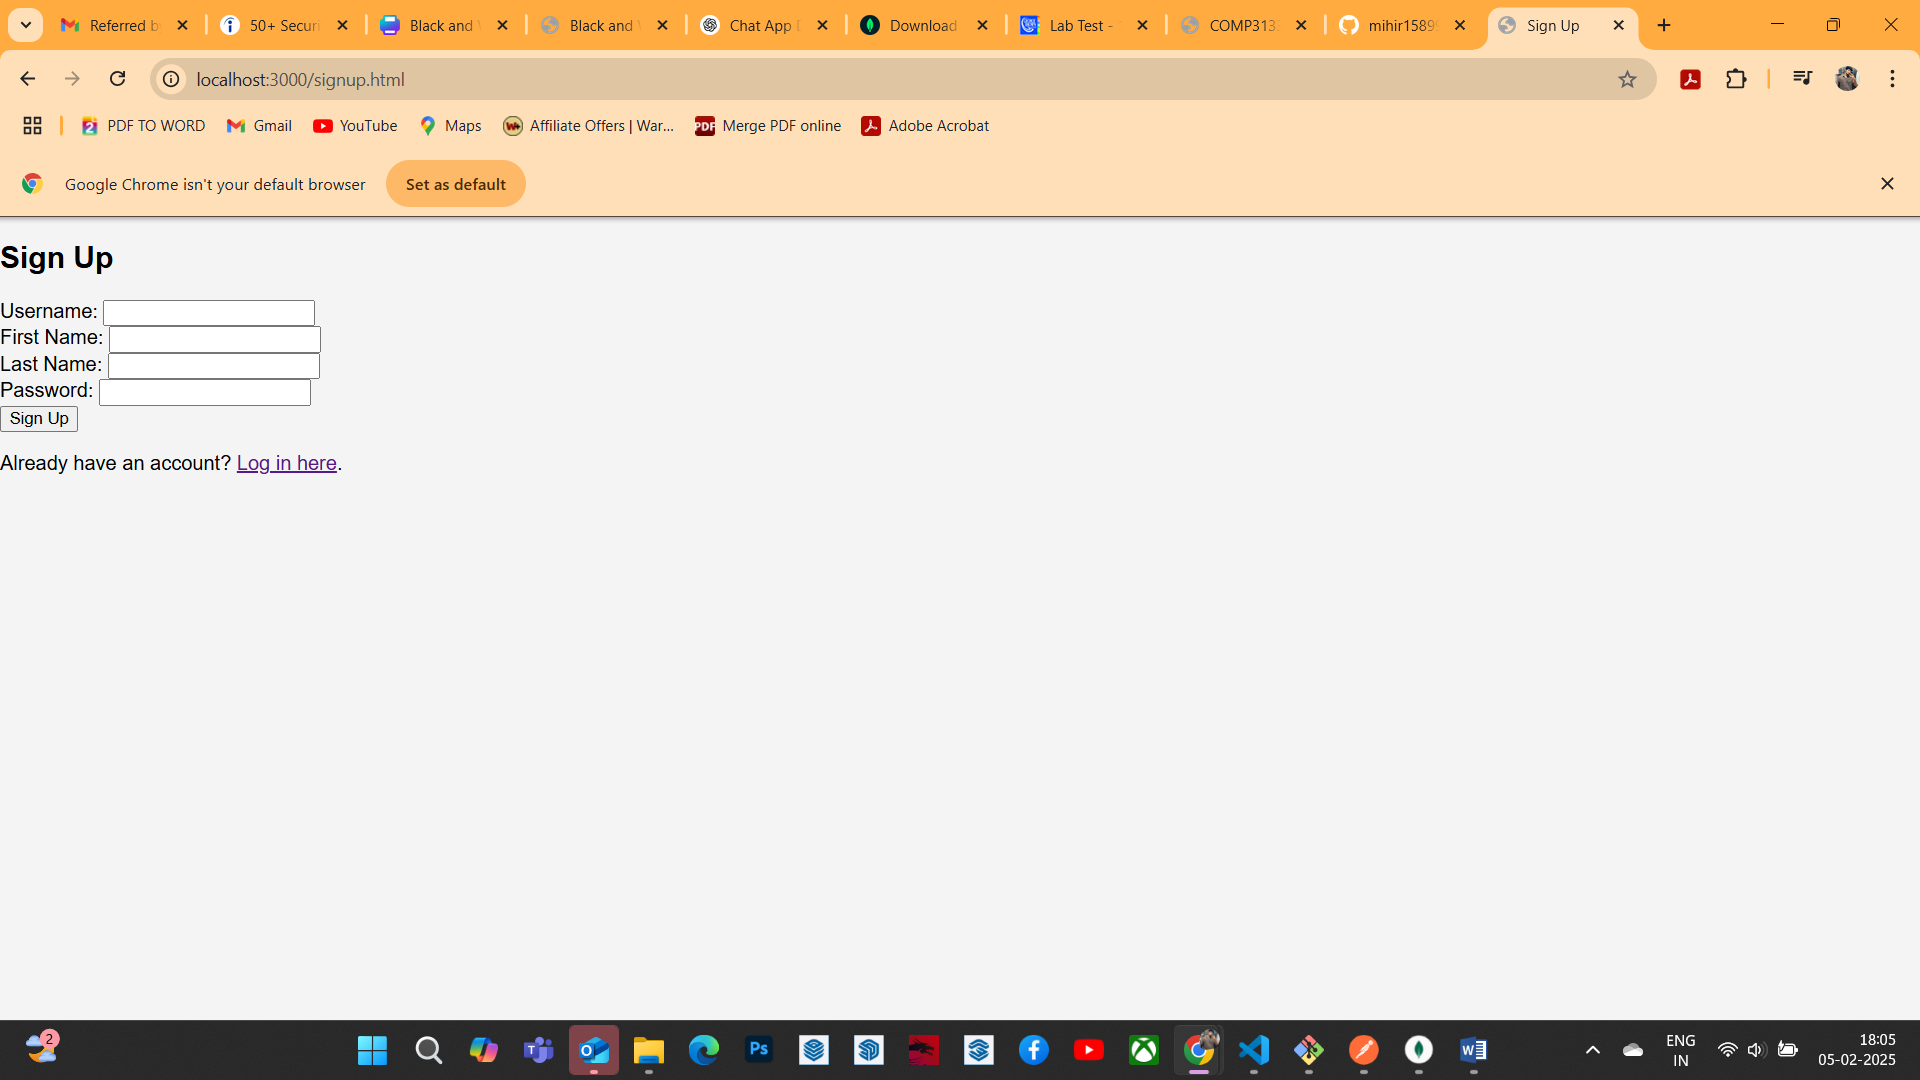 Referred b
50+ Securi
Black and
Black and
Chat App
Download
Lab Test -
COMP313
mihir1589
Sign Up
localhost:3000/signup.html
PDF TO WORD
Gmail
YouTube
Maps
Affiliate Offers | War...
PDF
Merge PDF online
Adobe Acrobat
Google Chrome isn't your default browser
Set as default
Sign Up
Username:
First Name:
Last Name:
Password:
Sign Up
Already have an account? Log in here.
2
Ps
ENG
IN
18:05
05-02-2025